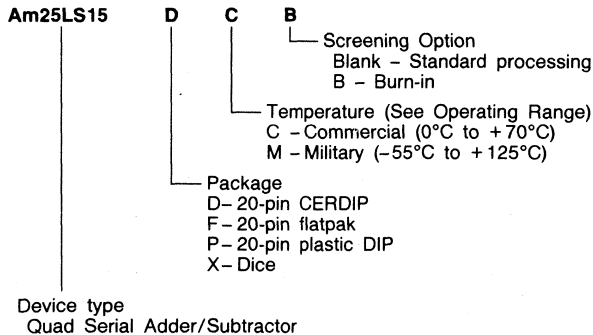 Am25LS15 D C B
Screening Option
Blank – Standard processing
B – Burn-in
Temperature (See Operating Range)
C – Commercial (0°C to +70°C)
M – Military (–55°C to +125°C)
Package
D– 20-pin CERDIP
F – 20-pin flatpak
P – 20-pin plastic DIP
X – Dice
Device type
Quad Serial Adder/Subtractor